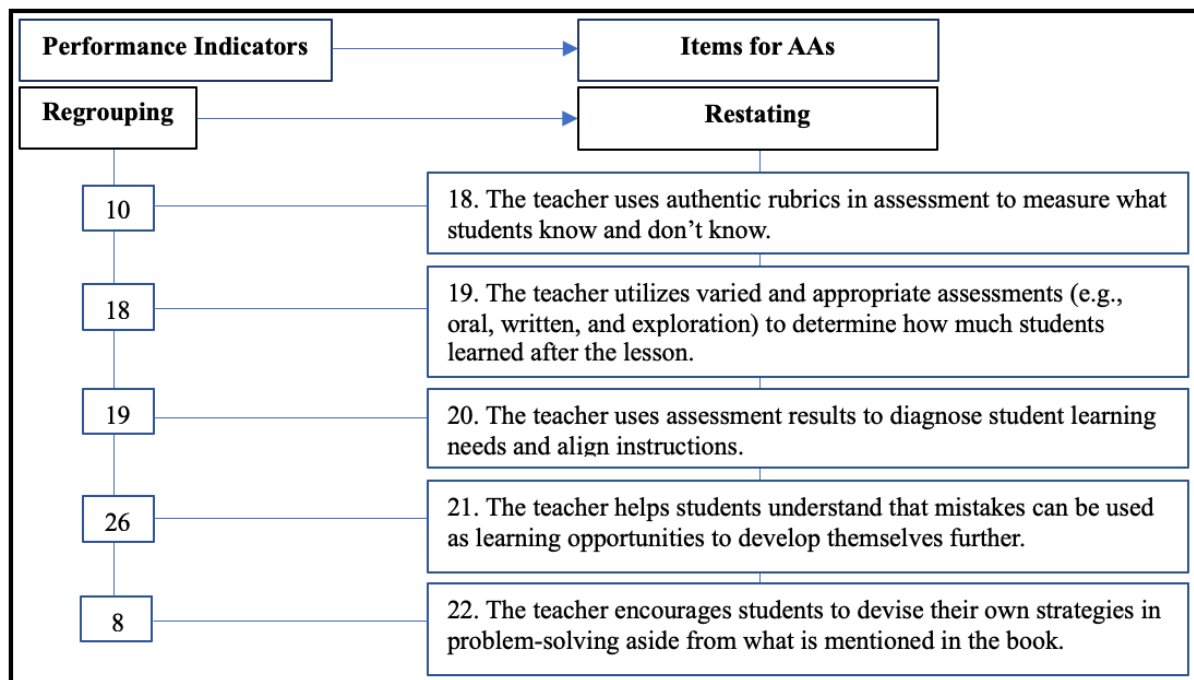 Performance Indicators
Items for AAs
Regrouping
Restating
10
18. The teacher uses authentic rubrics in assessment to measure what
students know and don’t know.
18
19. The teacher utilizes varied and appropriate assessments (e.g.,
oral, written, and exploration) to determine how much students
learned after the lesson.
19
20. The teacher uses assessment results to diagnose student learning
needs and align instructions.
26
21. The teacher helps students understand that mistakes can be used
as learning opportunities to develop themselves further.
8
22. The teacher encourages students to devise their own strategies in
problem-solving aside from what is mentioned in the book.